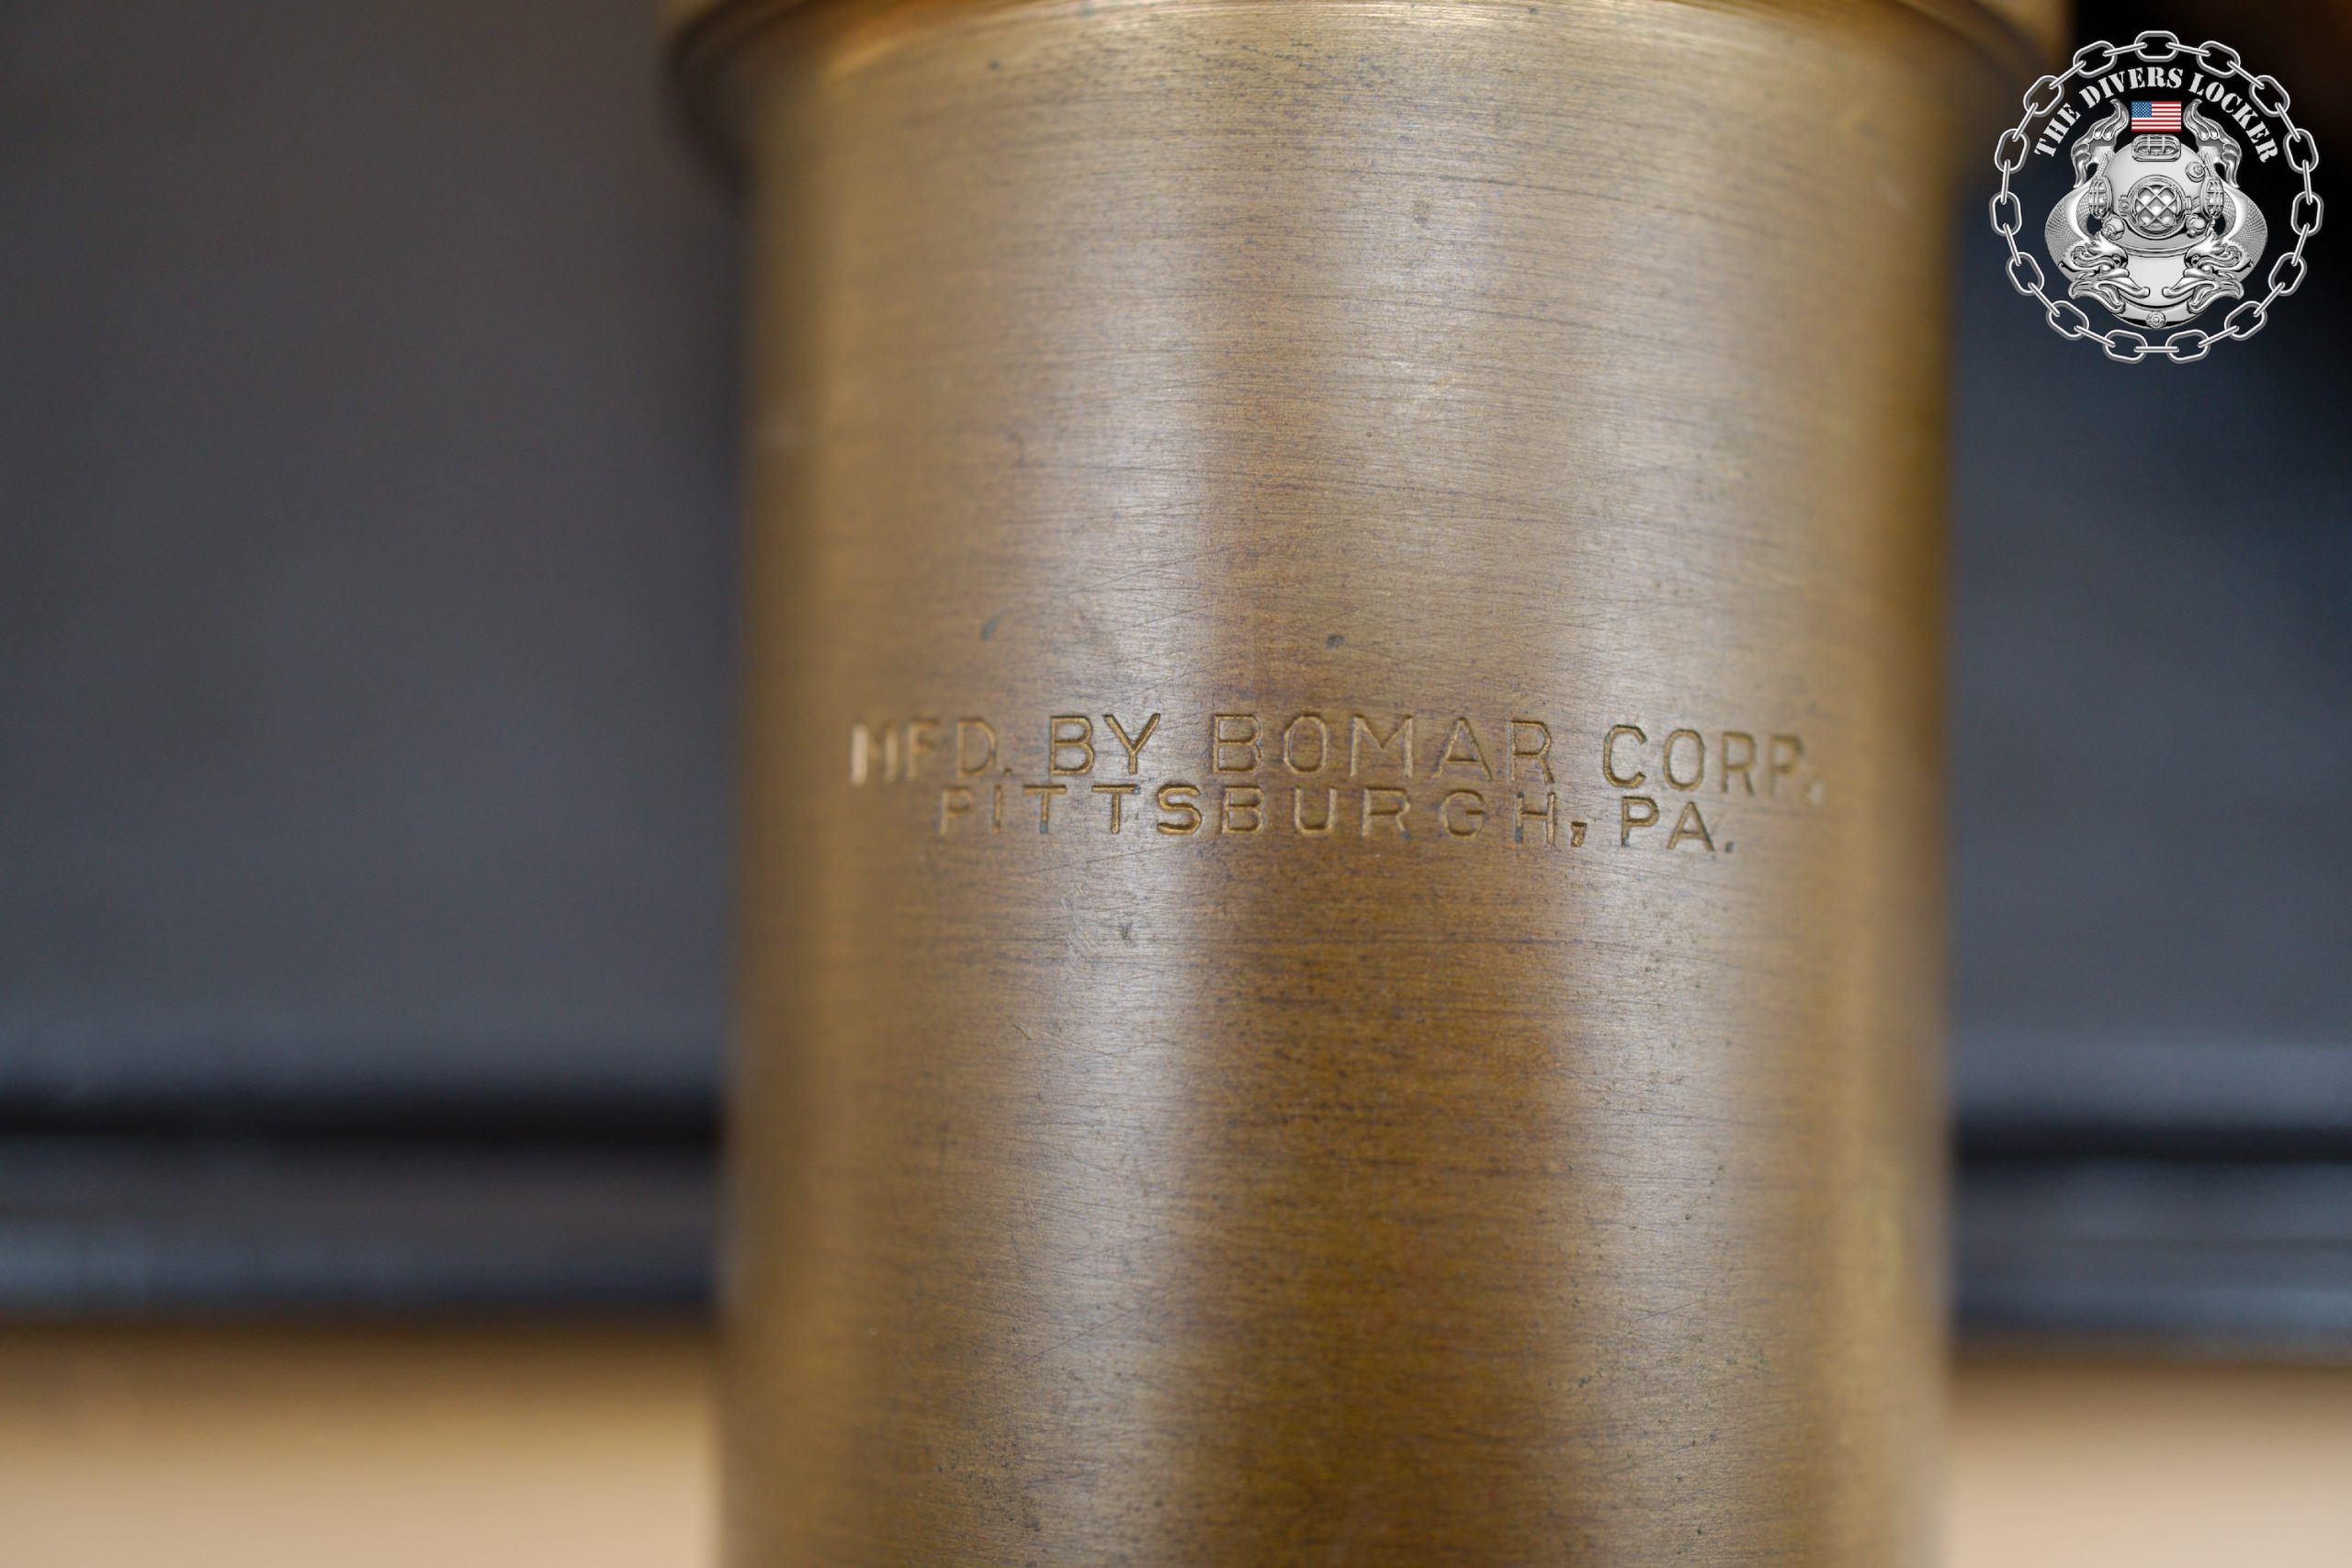 THE DIVERS LOCKER
MFD. BY BOMAR CORP.
PITTSBURGH, PA.